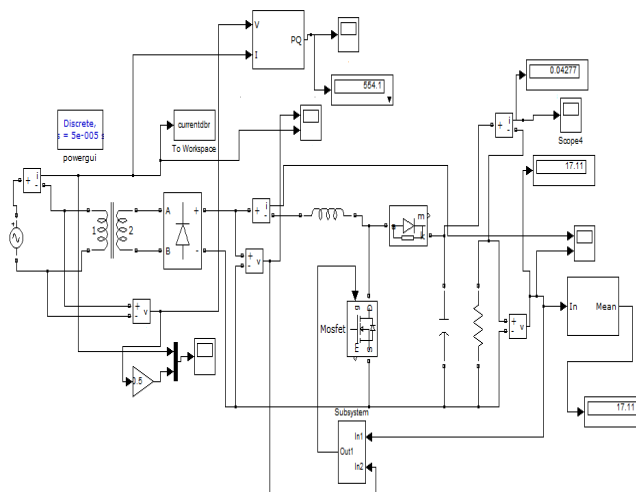 V
I
PQ
554.1
0.04277
Discrete,
s = 5e-005 s
powergui
currentdbr
To Workspace
Scope4
17.11
+ i
-
1
2
A
B
+
-
+ i
-
+ i
-
m
k
+
- v
+
- v
+
- v
0.5
Mosfet
g
D
E
S
In
Mean
17.11
Subsystem
In1
Out1
In2